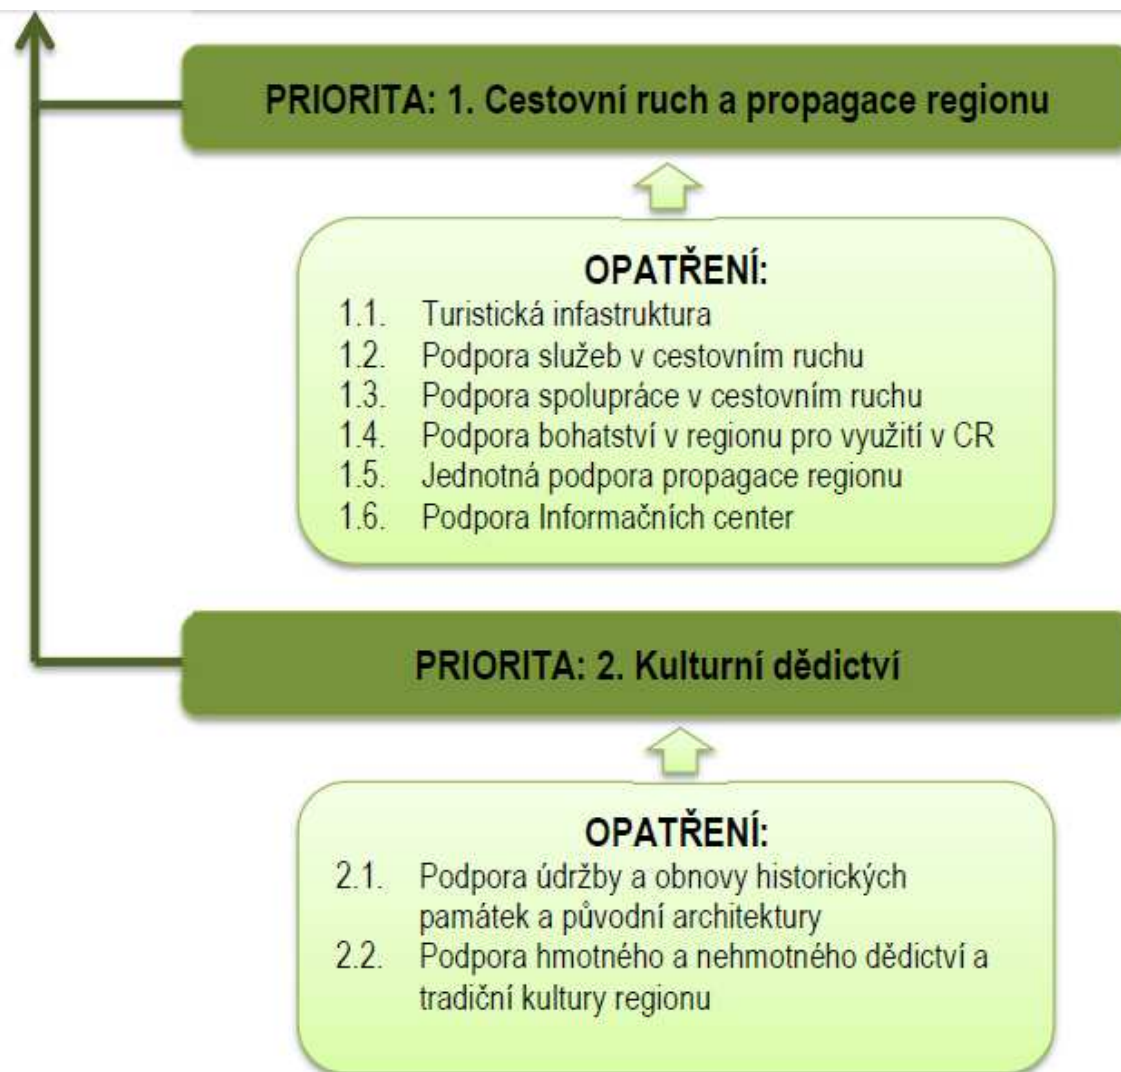 PRIORITA: 1. Cestovní ruch a propagace regionu
OPATŘENÍ:
1.1. Turistická infastruktura
1.2. Podpora služeb v cestovním ruchu
1.3. Podpora spolupráce v cestovním ruchu
1.4. Podpora bohatství v regionu pro využití v CR
1.5. Jednotná podpora propagace regionu
1.6. Podpora Informačních center
PRIORITA: 2. Kulturní dědictví
OPATŘENÍ:
2.1. Podpora údržby a obnovy historických
památek a původní architektury
2.2. Podpora hmotného a nehmotného dědictví a
tradiční kultury regionu